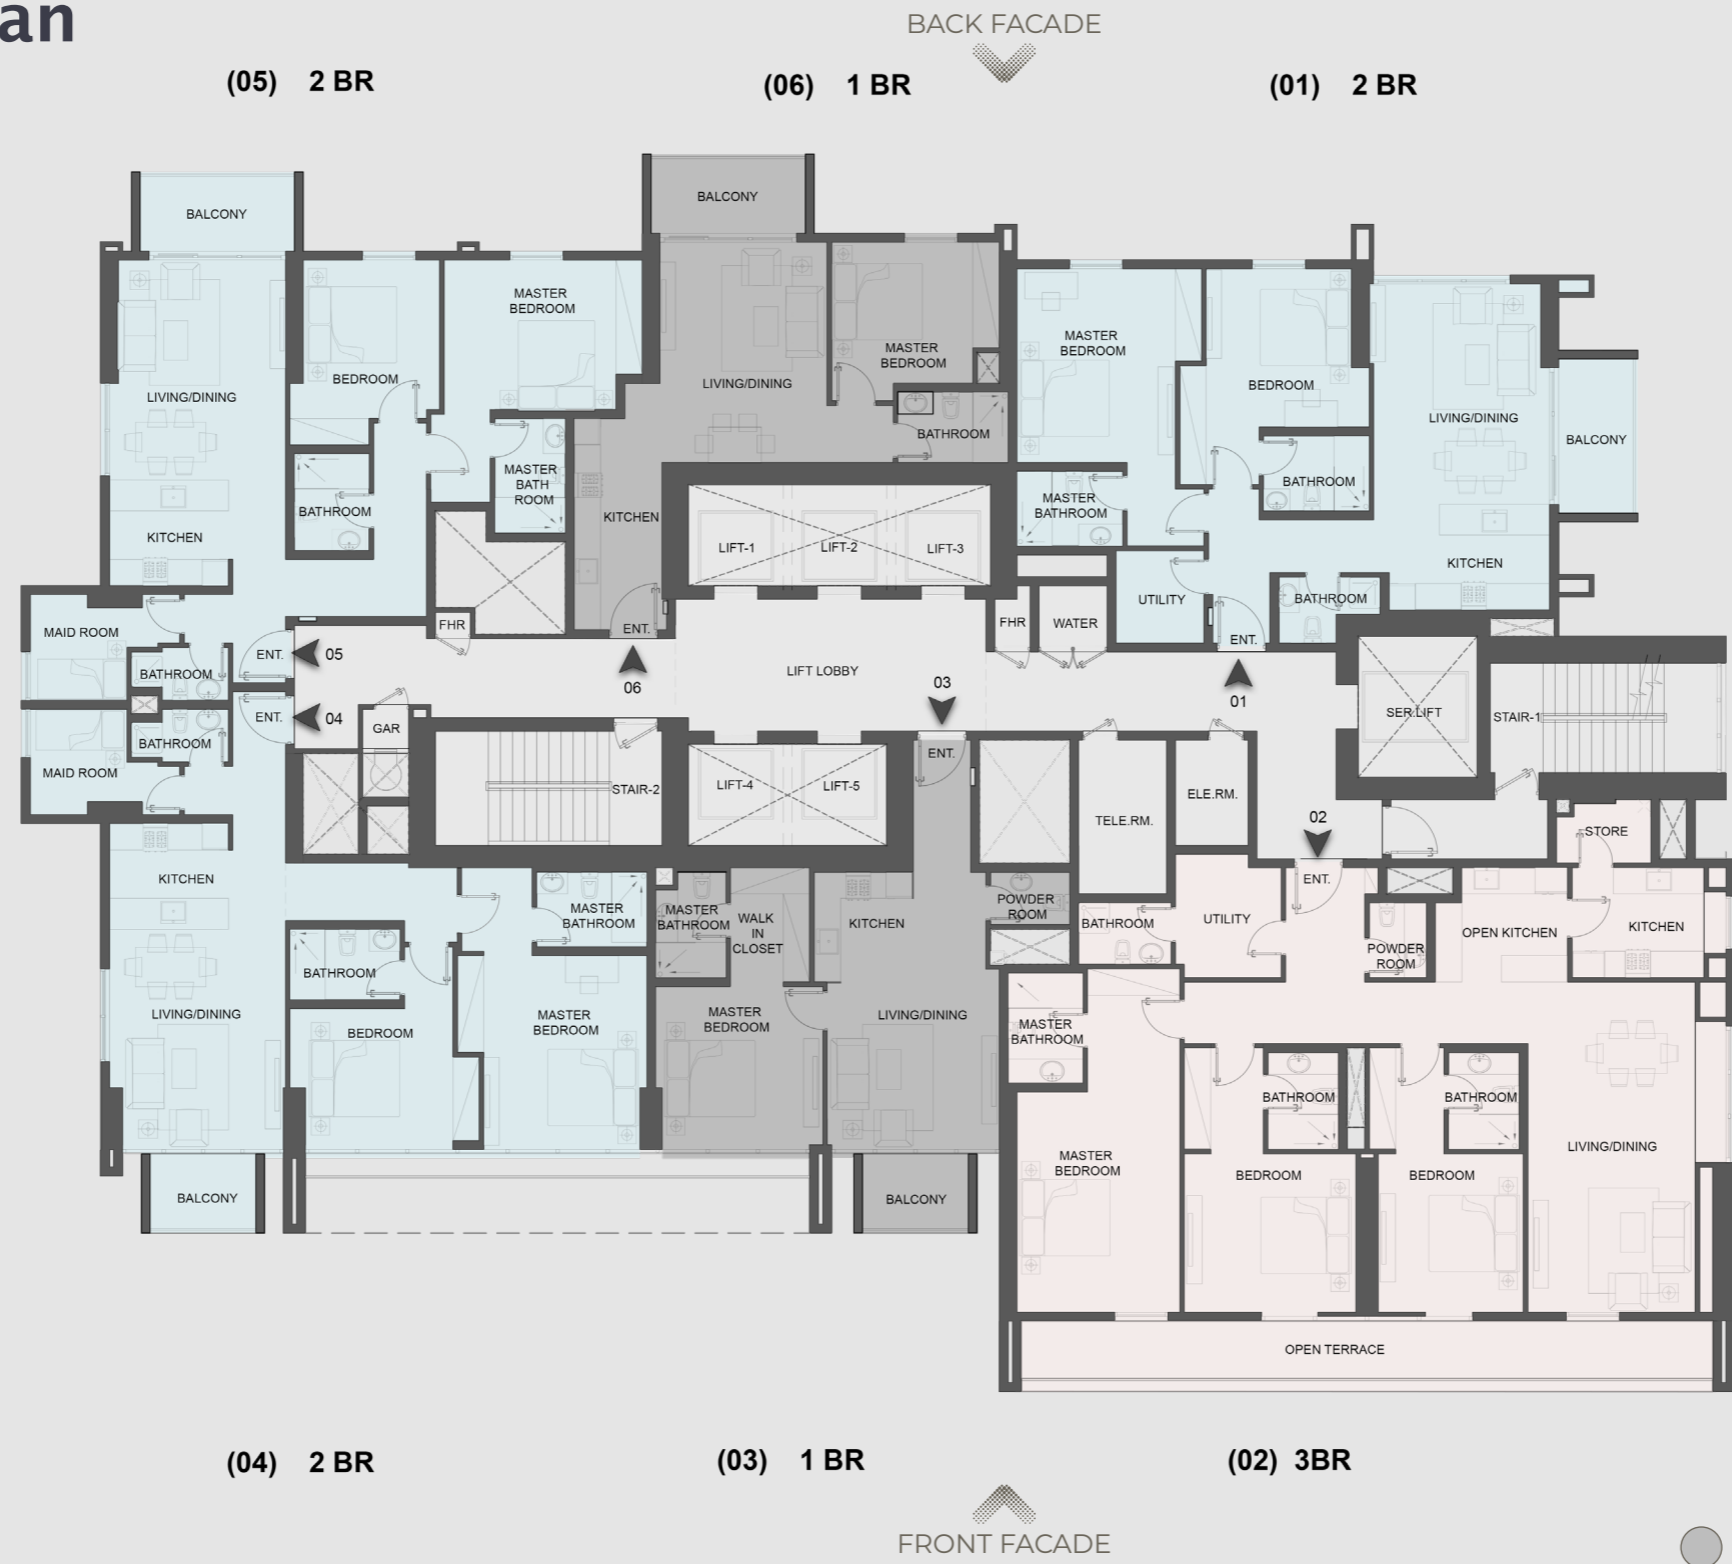 an
BACK FACADE
(05) 2 BR
(06) 1 BR
(01) 2 BR
BALCONY
BALCONY
MASTER
BEDROOM
BEDROOM
LIVING/DINING
MASTER
BATH
ROOM
BATHROOM
KITCHEN
LIVING/DINING
MASTER
BEDROOM
BATHROOM
KITCHEN
MASTER
BEDROOM
BEDROOM
LIVING/DINING
BALCONY
BATHROOM
MASTER
BATHROOM
KITCHEN
LIFT-1
LIFT-2
LIFT-3
UTILITY
BATHROOM
MAID ROOM
FHR
ENT.
FHR
WATER
ENT.
ENT.
05
BATHROOM
06
LIFT LOBBY
03
01
ENT.
04
GAR
SER.LIFT
STAIR-1
BATHROOM
MAID ROOM
ENT.
STAIR-2
LIFT-4
LIFT-5
ELE.RM.
TELE.RM.
02
STORE
ENT.
KITCHEN
MASTER
BATHROOM
MASTER
BATHROOM
WALK
IN
CLOSET
KITCHEN
POWDER
ROOM
BATHROOM
UTILITY
POWDER
ROOM
OPEN KITCHEN
KITCHEN
BATHROOM
LIVING/DINING
BEDROOM
MASTER
BEDROOM
MASTER
BEDROOM
LIVING/DINING
MASTER
BATHROOM
BATHROOM
BATHROOM
MASTER
BEDROOM
BEDROOM
BEDROOM
LIVING/DINING
BALCONY
BALCONY
OPEN TERRACE
(04) 2 BR
(03) 1 BR
(02) 3BR
FRONT FACADE